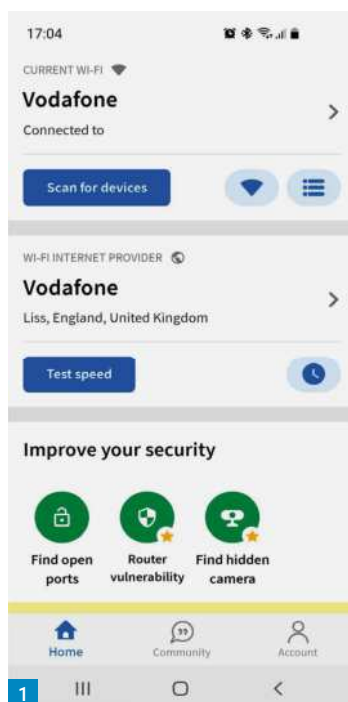 17:04
CURRENT WI-FI
Vodafone
Connected to
Scan for devices
WI-FI INTERNET PROVIDER
Vodafone
Liss, England, United Kingdom
Test speed
Improve your security
Find open
ports
Router
vulnerability
Find hidden
camera
Home
Community
Account
1